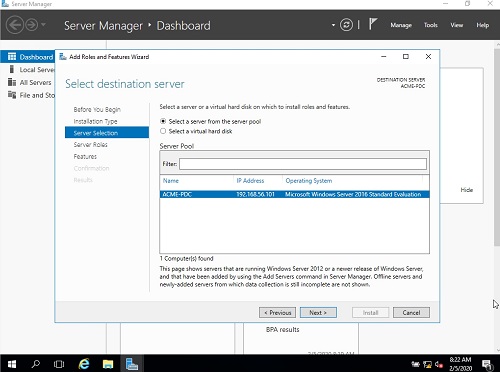 Server Manager
Server Manager • Dashboard
Manage Tools View Help
Dashboard
Local Serve
All Servers
File and Sto
Add Roles and Features Wizard
Select destination server
DESTINATION SERVER
ACME-PDC
Before You Begin
Installation Type
Server Selection
Server Roles
Features
Confirmation
Results
Select a server or a virtual hard disk on which to install roles and features.
Select a server from the server pool
Select a virtual hard disk
Server Pool
Filter:
Name IP Address Operating System
ACME-PDC 192.168.56.101 Microsoft Windows Server 2016 Standard Evaluation
1 Computer(s) found
This page shows servers that are running Windows Server 2012 or a newer release of Windows Server,
and that have been added by using the Add Servers command in Server Manager. Offline servers and
newly-added servers from which data collection is still incomplete are not shown.
< Previous Next > Install Cancel
Hide
BPA results
8:22 AM
2/5/2020